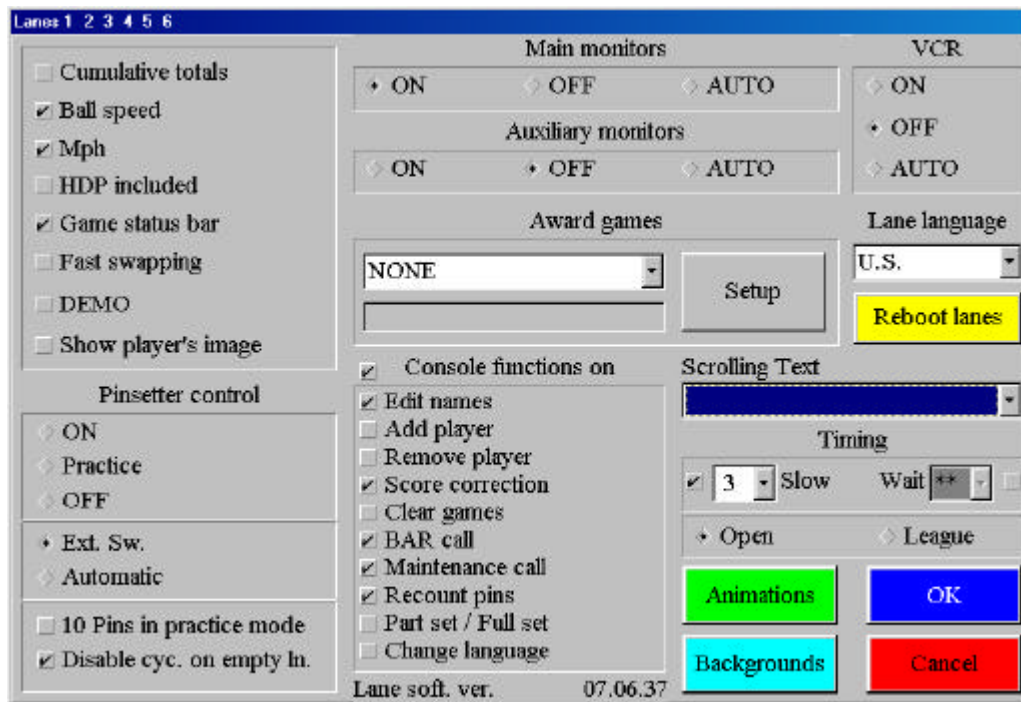 Lanes 1 2 3 4 5 6
Cumulative totals
Ball speed
Mph
HDP included
Game status bar
Fast swapping
DEMO
Show player's image
Main monitors
ON OFF AUTO
Auxiliary monitors
ON OFF AUTO
VCR
ON
OFF
AUTO
Award games
NONE
Setup
Lane language
U.S.
Reboot lanes
Pinsetter control
ON
Practice
OFF
Ext. Sw.
Automatic
10 Pins in practice mode
Disable cyc. on empty ln.
Console functions on
Edit names
Add player
Remove player
Score correction
Clear games
BAR call
Maintenance call
Recount pins
Part set / Full set
Change language
Lane soft. ver. 07.06.37
Scrolling Text
Timing
3 Slow Wait **
Open League
Animations OK
Backgrounds Cancel